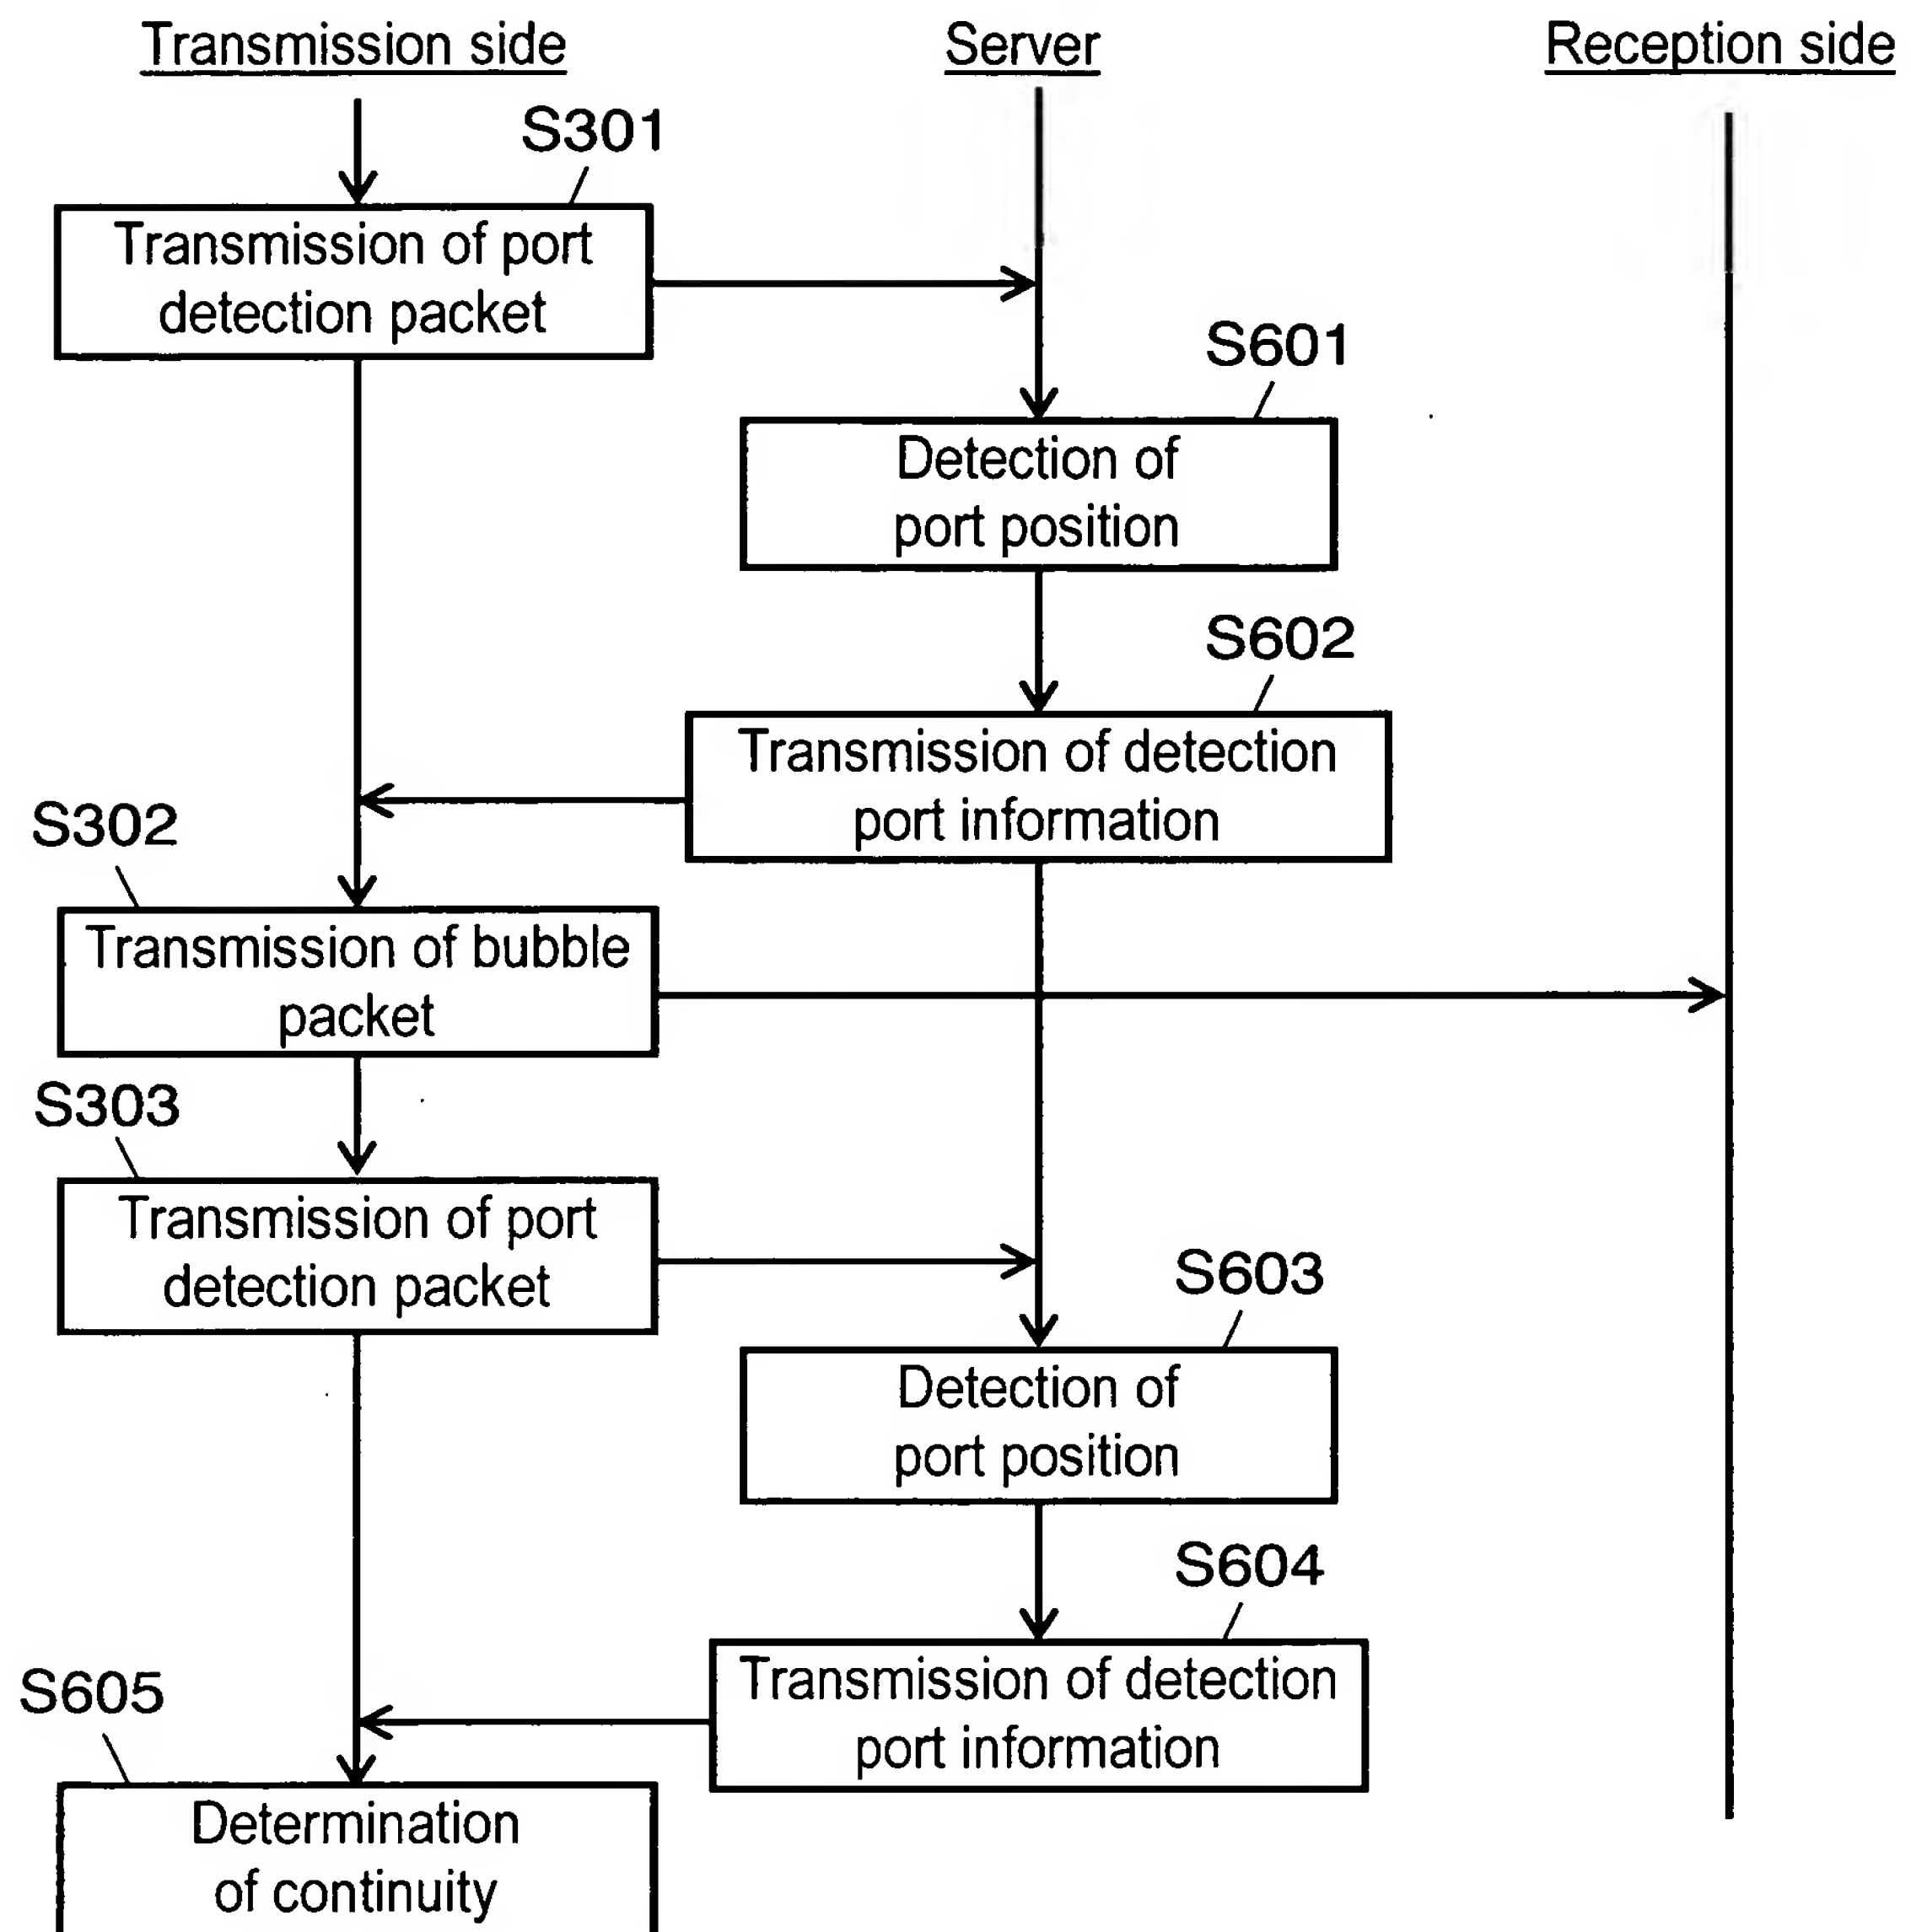 Transmission side
Server
Reception side
S301
Transmission of port
detection packet
S601
Detection of
port position
S602
Transmission of detection
port information
S302
Transmission of bubble
packet
S303
Transmission of port
detection packet
S603
Detection of
port position
S604
Transmission of detection
port information
S605
Determination
of continuity